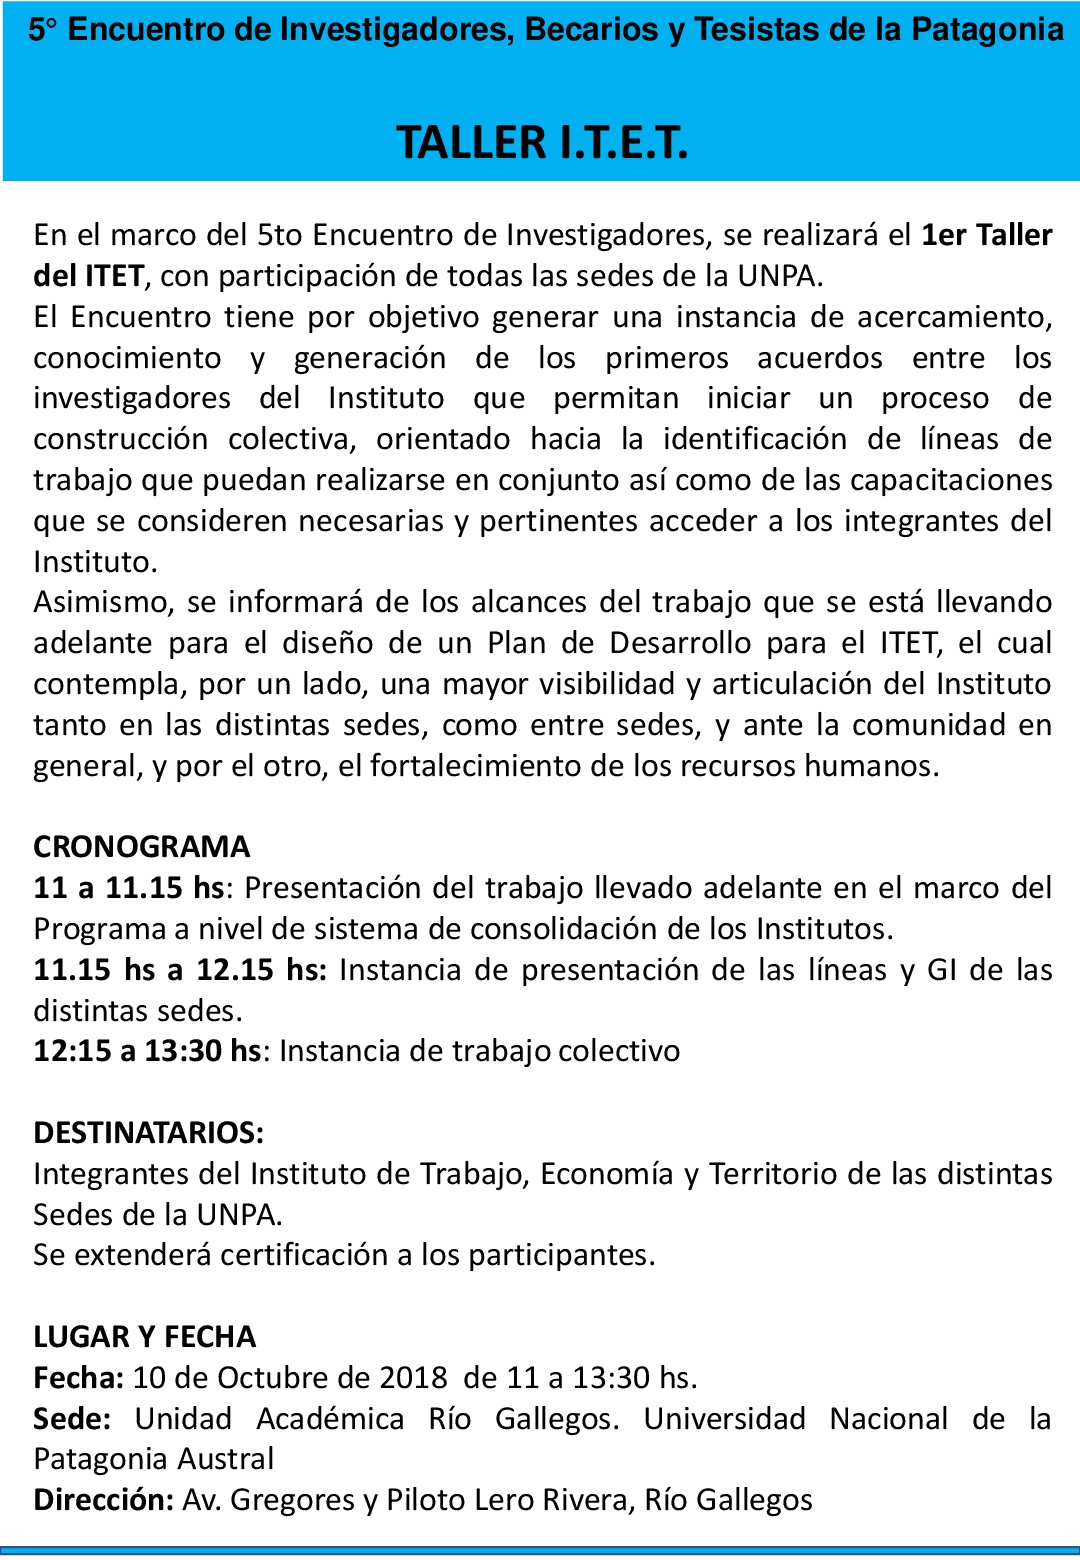 5° Encuentro de Investigadores, Becarios y Tesistas de la Patagonia
TALLER I.T.E.T.
En el marco del 5to Encuentro de Investigadores, se realizará el 1er Taller
del ITET, con participación de todas las sedes de la UNPA.
El Encuentro tiene por objetivo generar una instancia de acercamiento,
conocimiento y generación de los primeros acuerdos entre los
investigadores del Instituto que permitan iniciar un proceso de
construcción colectiva, orientado hacia la identificación de líneas de
trabajo que puedan realizarse en conjunto así como de las capacitaciones
que se consideren necesarias y pertinentes acceder a los integrantes del
Instituto.
Asimismo, se informará de los alcances del trabajo que se está llevando
adelante para el diseño de un Plan de Desarrollo para el ITET, el cual
contempla, por un lado, una mayor visibilidad y articulación del Instituto
tanto en las distintas sedes, como entre sedes, y ante la comunidad en
general, y por el otro, el fortalecimiento de los recursos humanos.
CRONOGRAMA
11 a 11.15 hs: Presentación del trabajo llevado adelante en el marco del
Programa a nivel de sistema de consolidación de los Institutos.
11.15 hs a 12.15 hs: Instancia de presentación de las líneas y GI de las
distintas sedes.
12:15 a 13:30 hs: Instancia de trabajo colectivo
DESTINATARIOS:
Integrantes del Instituto de Trabajo, Economía y Territorio de las distintas
Sedes de la UNPA.
Se extenderá certificación a los participantes.
LUGAR Y FECHA
Fecha: 10 de Octubre de 2018 de 11 a 13:30 hs.
Sede: Unidad Académica Río Gallegos. Universidad Nacional de la
Patagonia Austral
Dirección: Av. Gregores y Piloto Lero Rivera, Río Gallegos